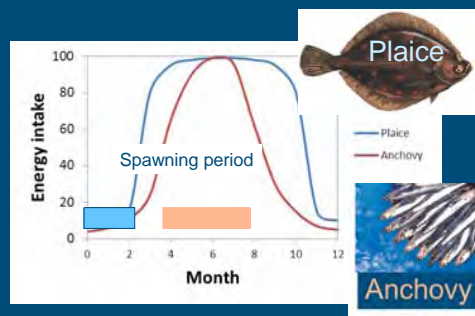 Plaice
100
80
60
40
20
0
Energy intake
Spawning period
0 2 4 6 8 10 12
Month
Plaice
Anchovy
Anchovy